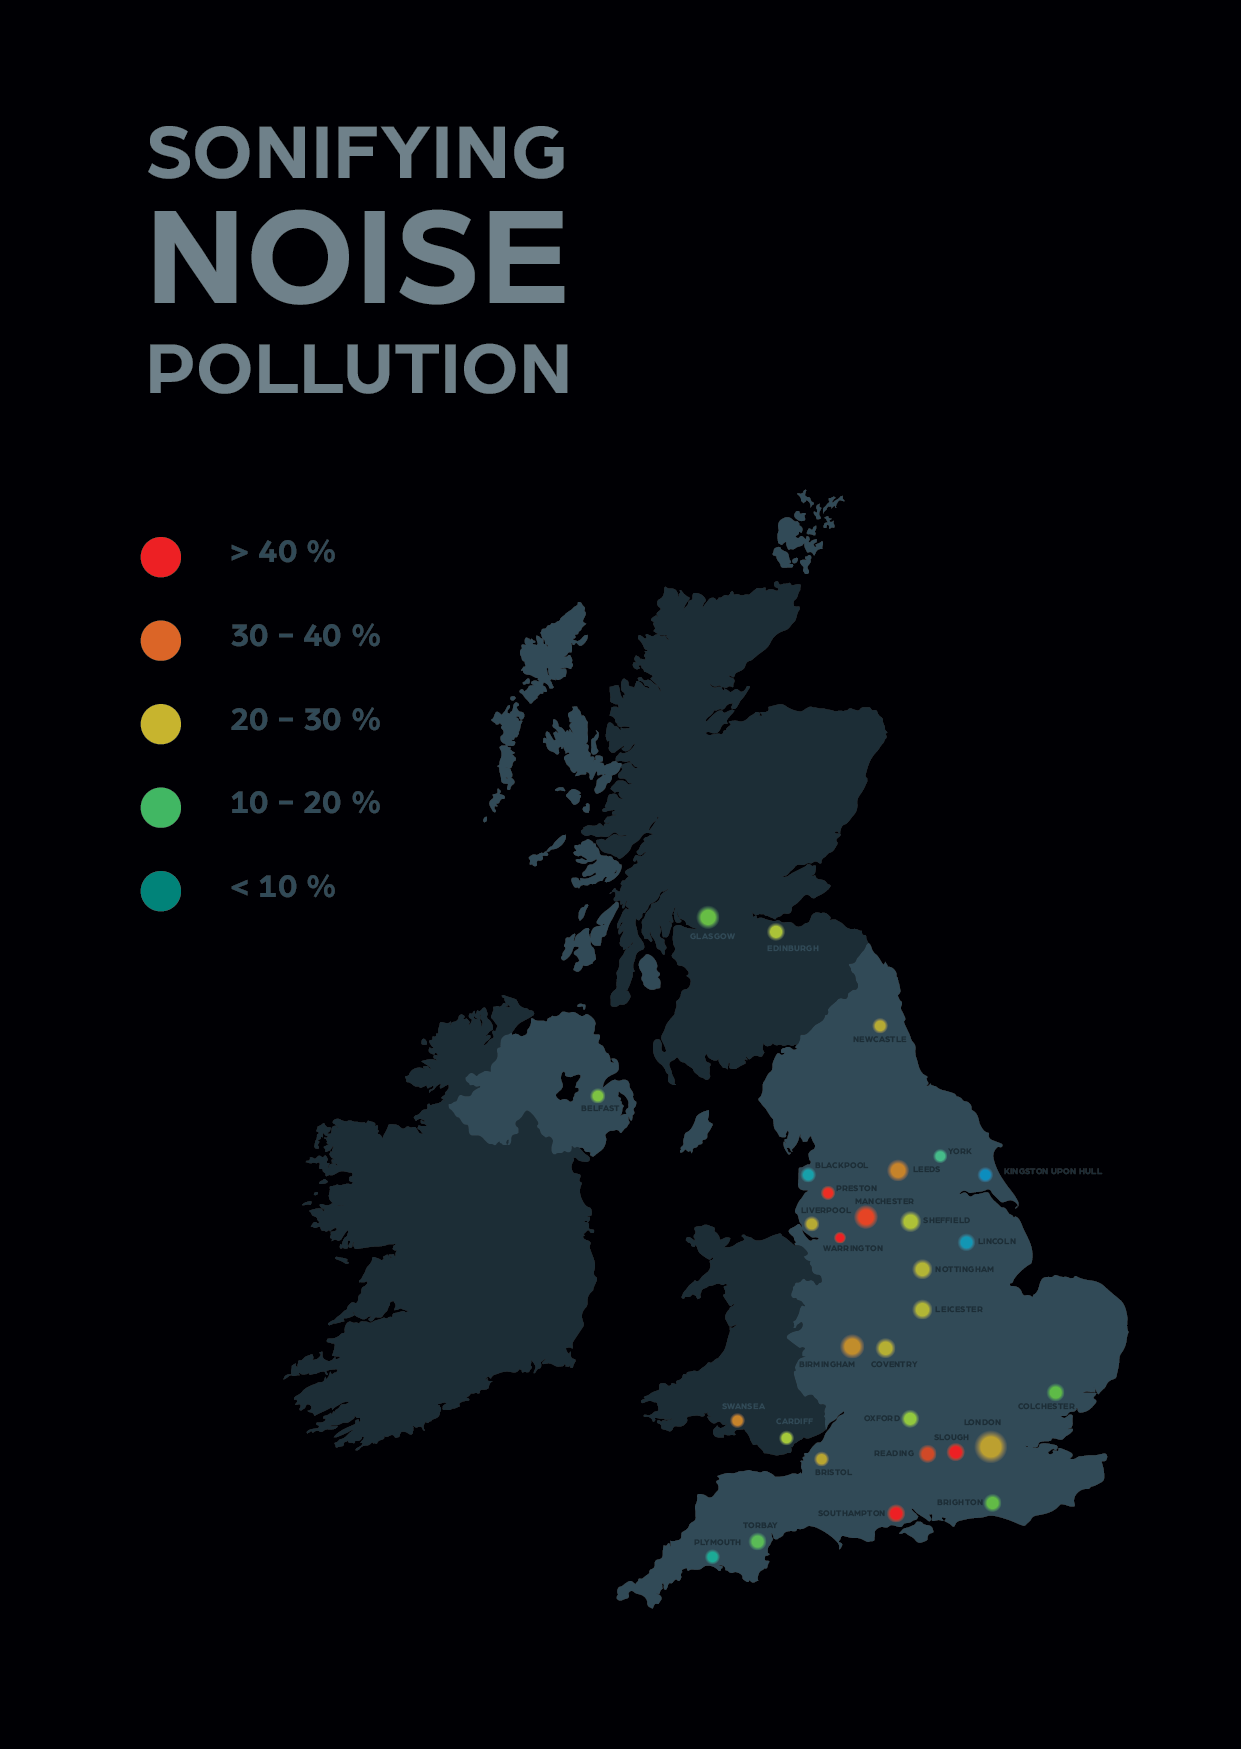 SONIFYING
NOISE
POLLUTION
> 40 %
30 – 40 %
20 – 30 %
10 – 20 %
< 10 %
GLASGOW
EDINBURGH
NEWCASTLE
BELFAST
YORK
BLACKPOOL
LEEDS
KINGSTON UPON HULL
PRESTON
MANCHESTER
LIVERPOOL
SHEFFIELD
WARRINGTON
LINCOLN
NOTTINGHAM
LEICESTER
BIRMINGHAM
COVENTRY
SWANSEA
COLCHESTER
CARDIFF
OXFORD
LONDON
SLOUGH
READING
BRISTOL
BRIGHTON
SOUTHAMPTON
TORBAY
PLYMOUTH